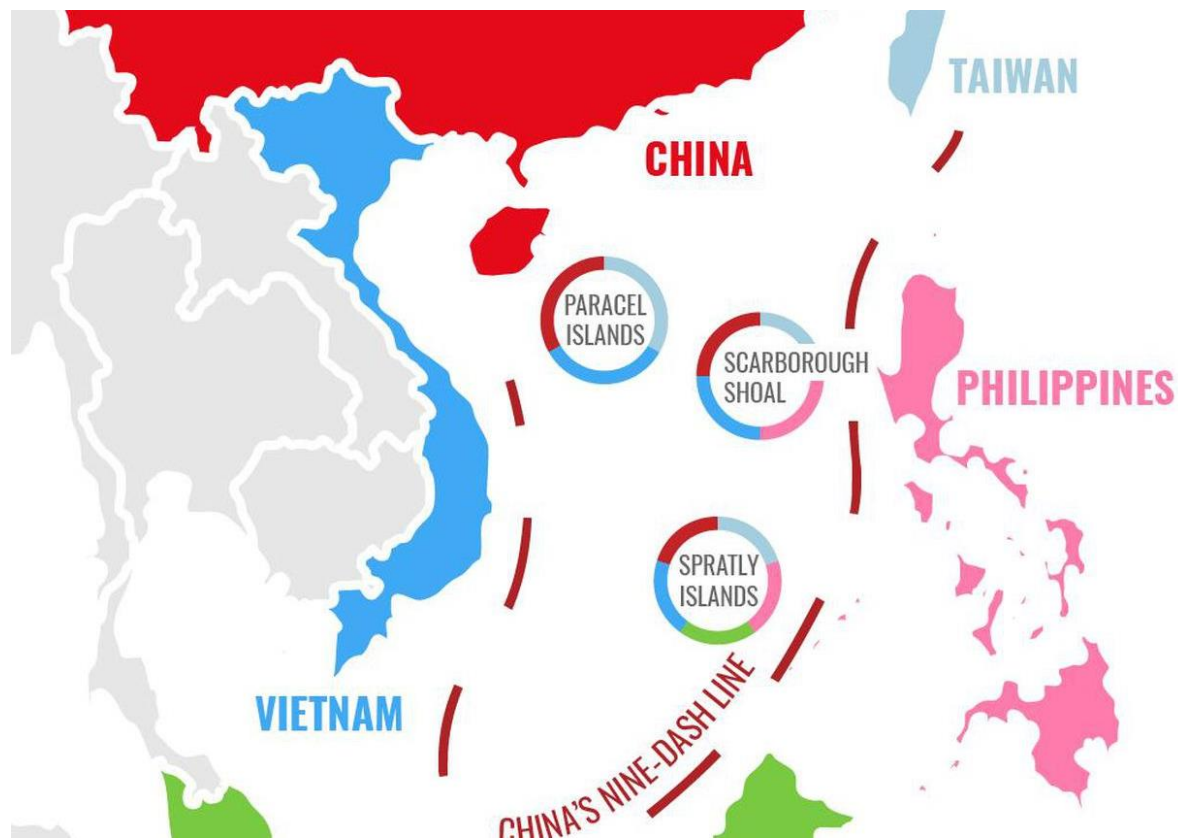 TAIWAN
CHINA
PARACEL
ISLANDS
SCARBOROUGH
SHOAL
PHILIPPINES
SPRATLY
ISLANDS
VIETNAM
CHINA'S NINE-DASH LINE